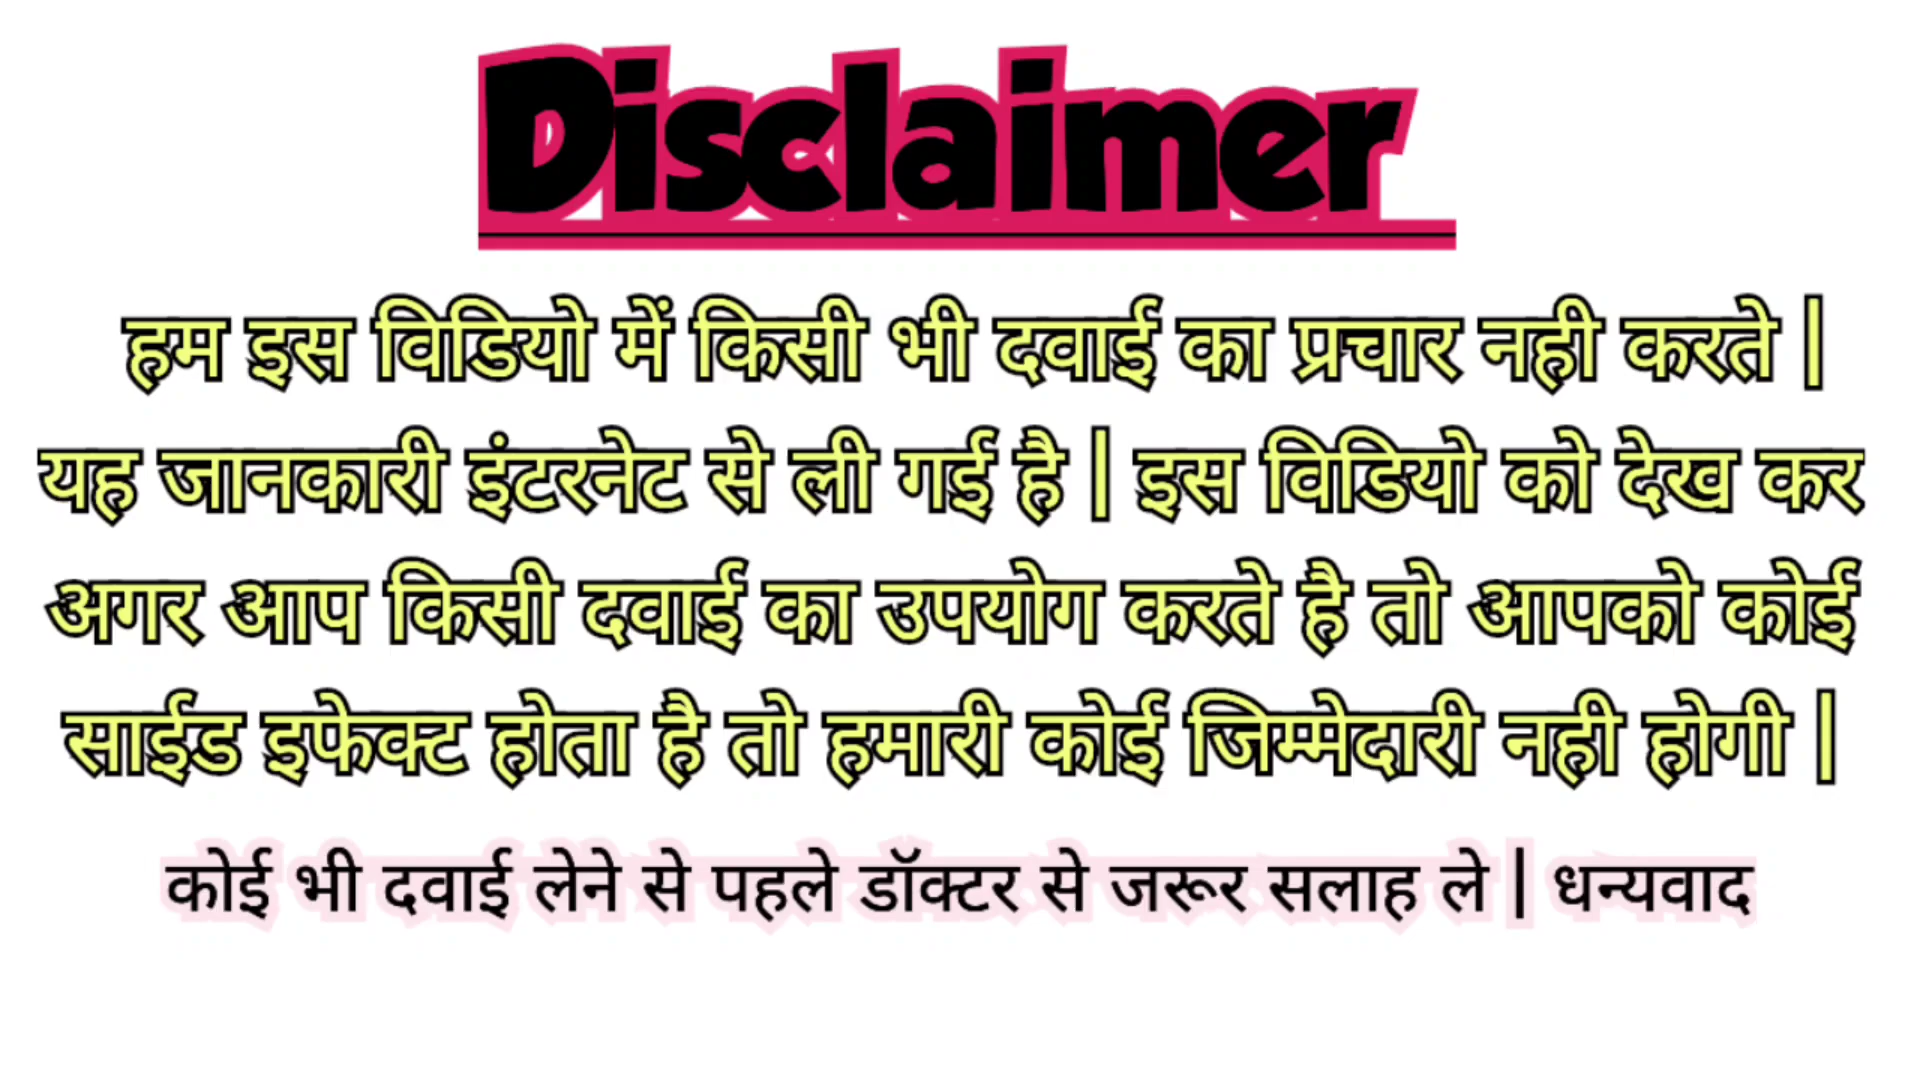 Disclaimer
हम इस विडियो में किसी भी दवाई का प्रचार नही करते |
यह जानकारी इंटरनेट से ली गई है | इस विडियो को देख कर
अगर आप किसी दवाई का उपयोग करते है तो आपको कोई
साईड इफेक्ट होता है तो हमारी कोई जिम्मेदारी नही होगी |
कोई भी दवाई लेने से पहले डॉक्टर से जरूर सलाह ले | धन्यवाद